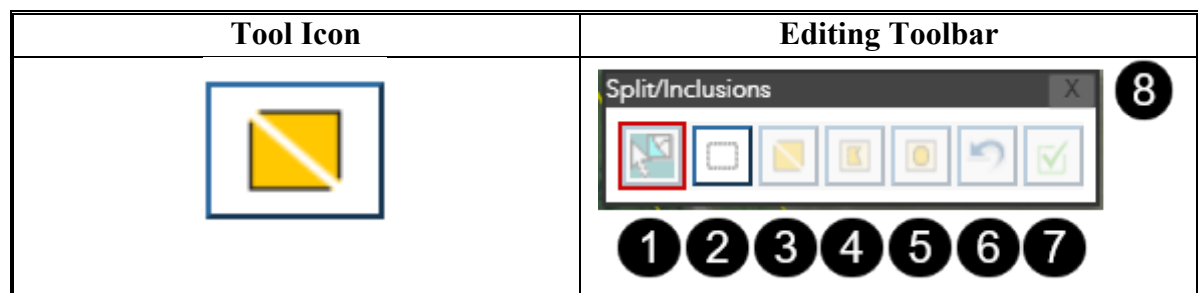 Tool Icon
Editing Toolbar
Split/Inclusions X
8
1 2 3 4 5 6 7